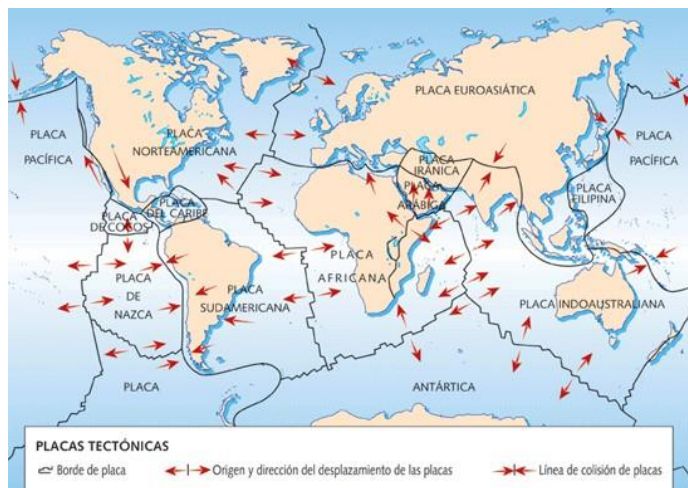 PLACA EUROASIÁTICA
PLACA
PACÍFICA
PLACA
NORTEAMERICANA
PLACA
IRÁNICA
PLACA
ARÁBIGA
PLACA
PACÍFICA
PLACA
FILIPINA
PLACA
DEL CARIBE
PLACA
DE COCOS
PLACA
DE
NAZCA
PLACA
SUDAMERICANA
PLACA
AFRICANA
PLACA INDOAUSTRALIANA
PLACA
ANTÁRTICA
PLACAS TECTÓNICAS
Borde de placa
Origen y dirección del desplazamiento de las placas
Línea de colisión de placas